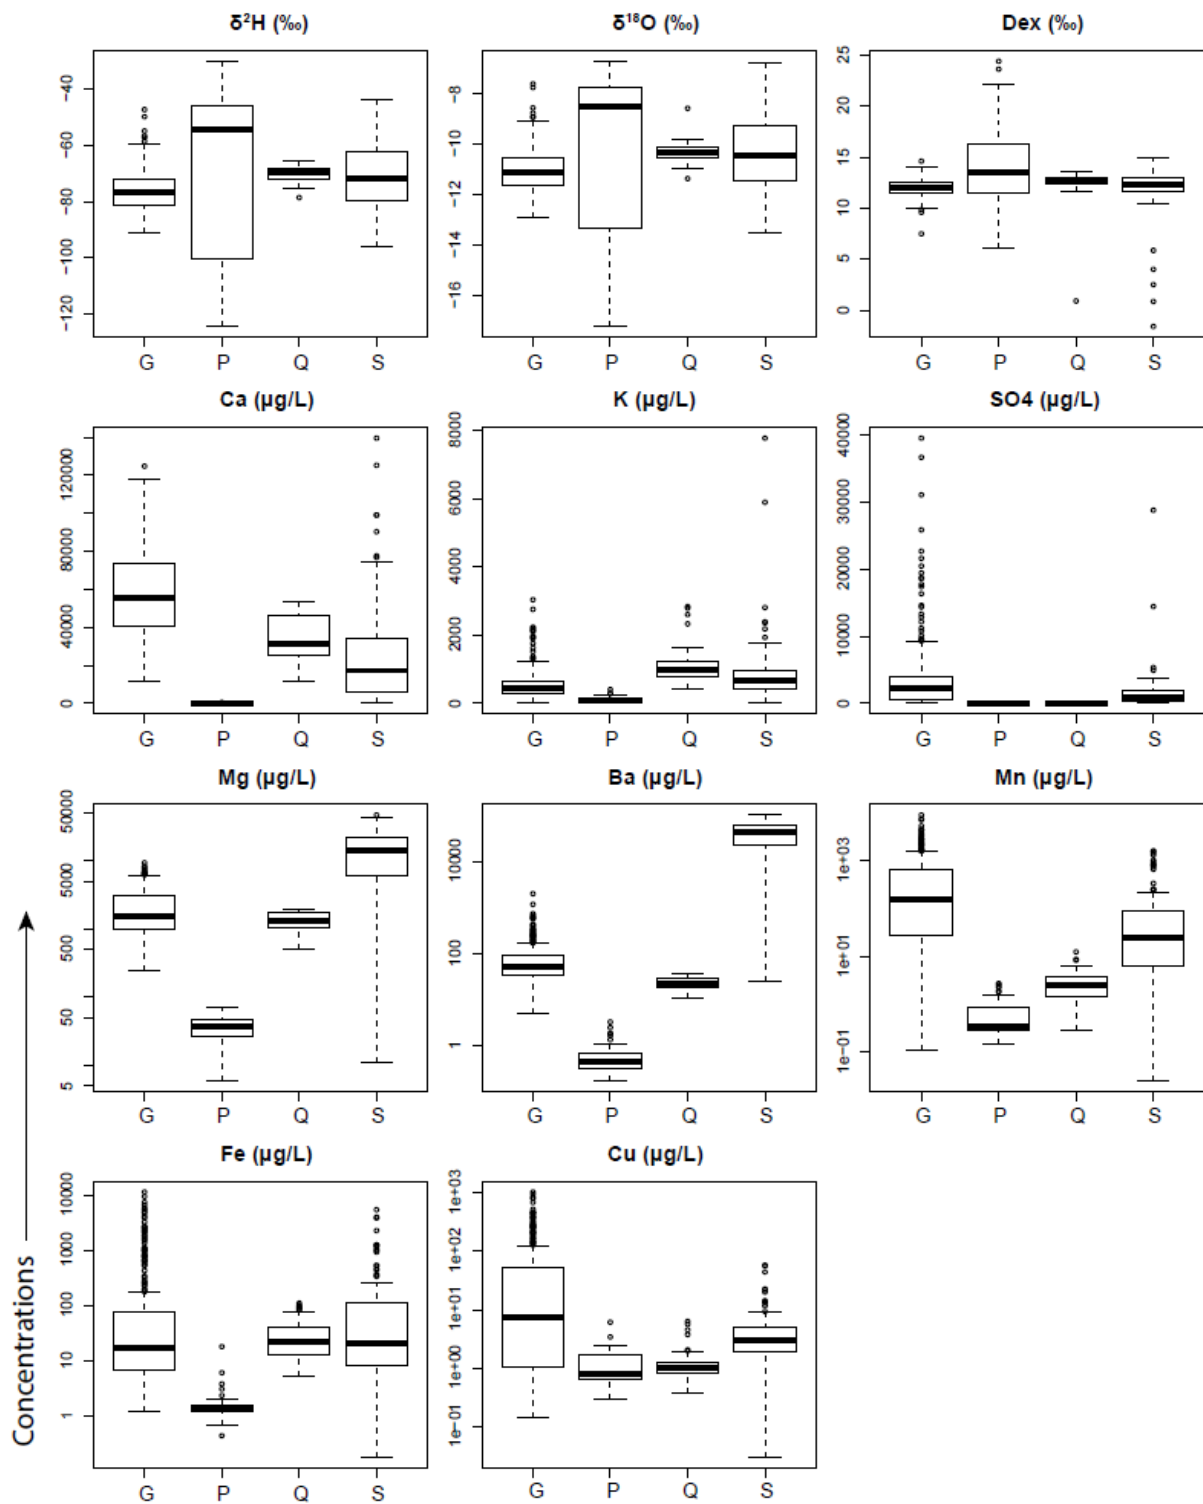 δ²H (‰) δ¹⁸O (‰) Dex (‰)
−40
−60
−80
−100
−120
−8
−10
−12
−14
−16
25
20
15
10
5
0
G P Q S G P Q S G P Q S
Ca (µg/L) K (µg/L) SO4 (µg/L)
120000
80000
40000
0
8000
6000
4000
2000
0
40000
30000
20000
10000
0
G P Q S G P Q S G P Q S
Mg (µg/L) Ba (µg/L) Mn (µg/L)
50000
5000
500
50
5
10000
100
1
1e+03
1e+01
1e−01
G P Q S G P Q S G P Q S
Fe (µg/L) Cu (µg/L)
10000
1000
100
10
1
1e+03
1e+02
1e+01
1e+00
1e−01
G P Q S G P Q S
Concentrations